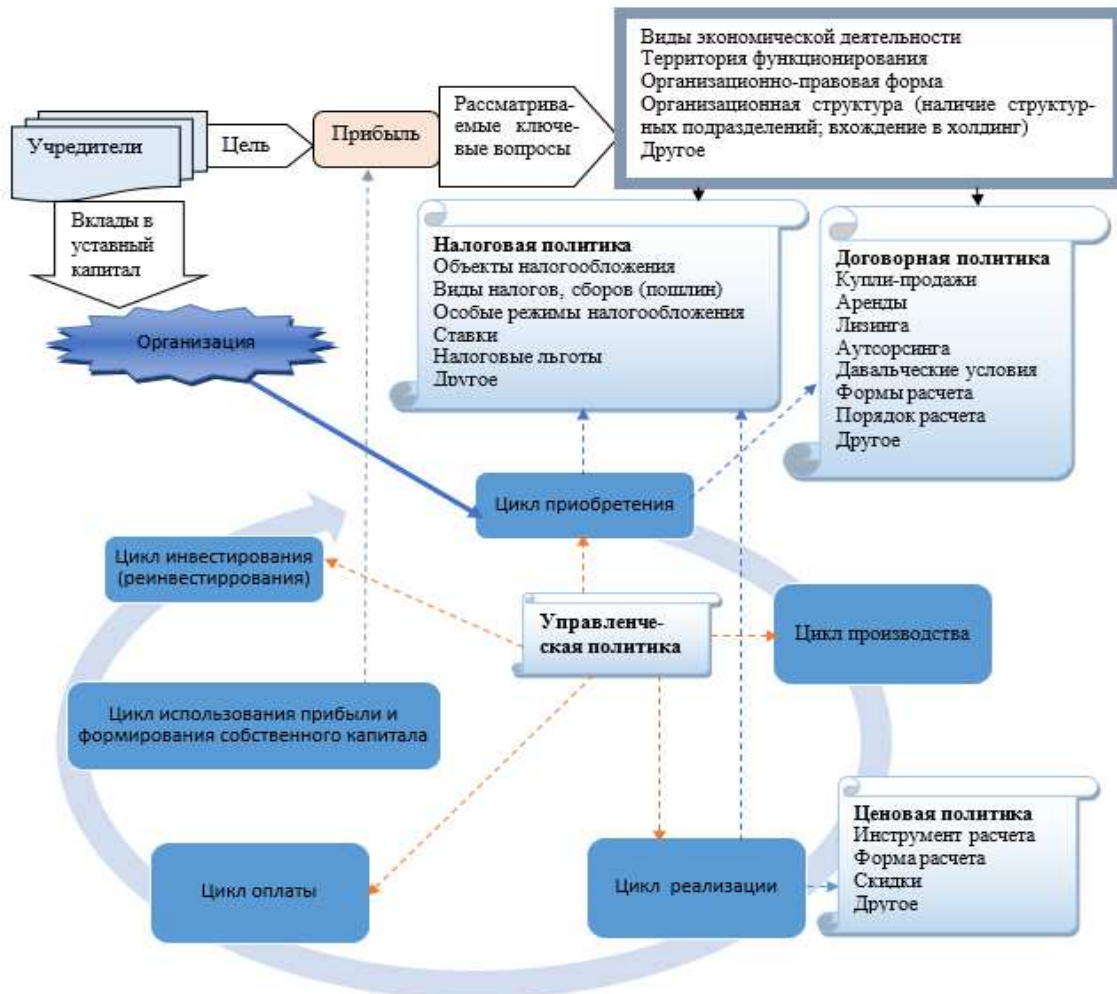 Виды экономической деятельности
Территория функционирования
Организационно-правовая форма
Организационная структура (наличие структур-
ных подразделений; вхождение в холдинг)
Другое
Учредители
Цель
Прибыль
Рассматрива-
емые ключе-
вые вопросы
Вклады в
уставный
капитал
Организация
Налоговая политика
Объекты налогообложения
Виды налогов, сборов (пошлин)
Особые режимы налогообложения
Ставки
Налоговые льготы
Другое
Договорная политика
Купли-продажи
Аренды
Лизинга
Аутсорсинга
Давальческие условия
Формы расчета
Порядок расчета
Другое
Цикл приобретения
Цикл инвестирования
(реинвестиррования)
Управленче-
ская политика
Цикл производства
Цикл использования прибыли и
формирования собственного капитала
Ценовая политика
Инструмент расчета
Форма расчета
Скидки
Другое
Цикл оплаты
Цикл реализации